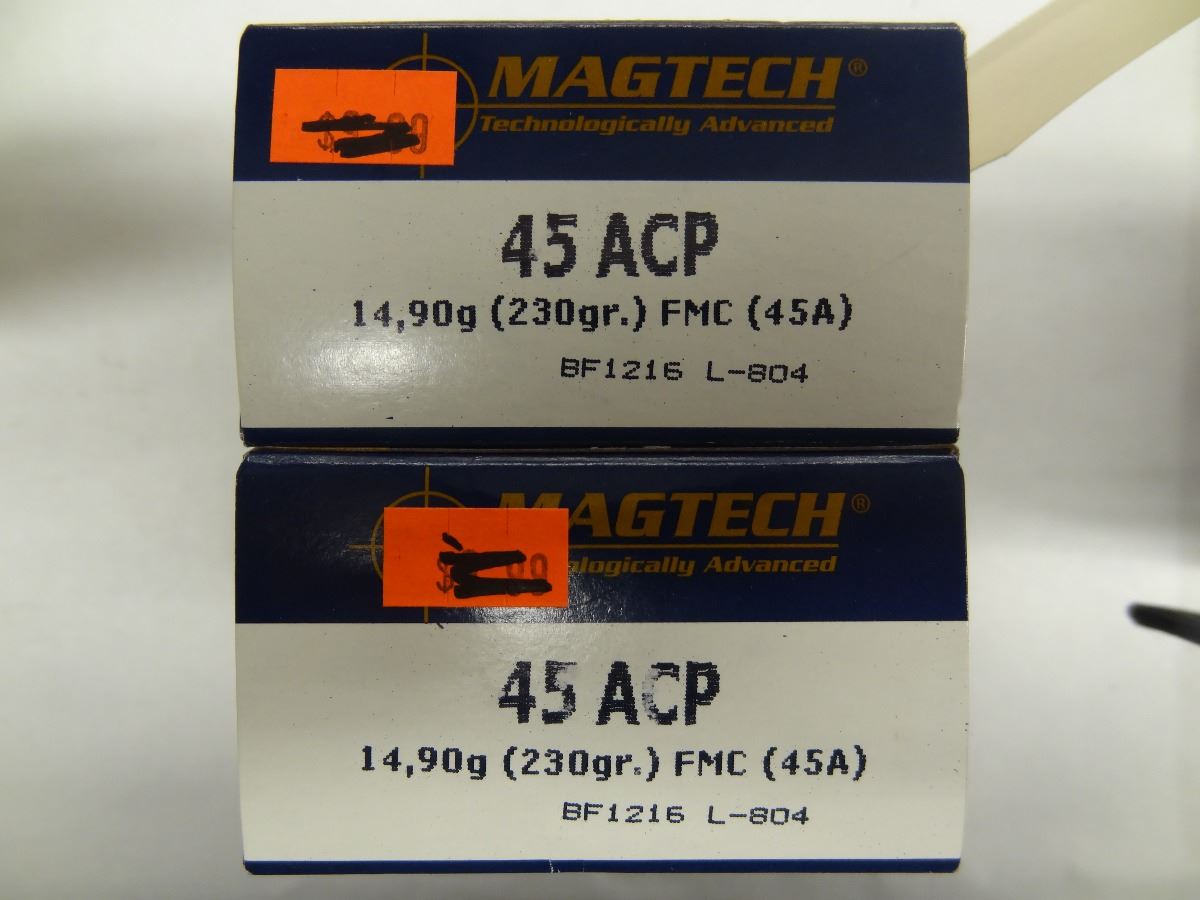 MAGTECH®
Technologically Advanced
45 ACP
14,90g (230gr.) FMC (45A)
BF1216 L-804
MAGTECH®
Advanced
45 ACP
14,90g (230gr.) FMC (45A)
BF1216 L-804